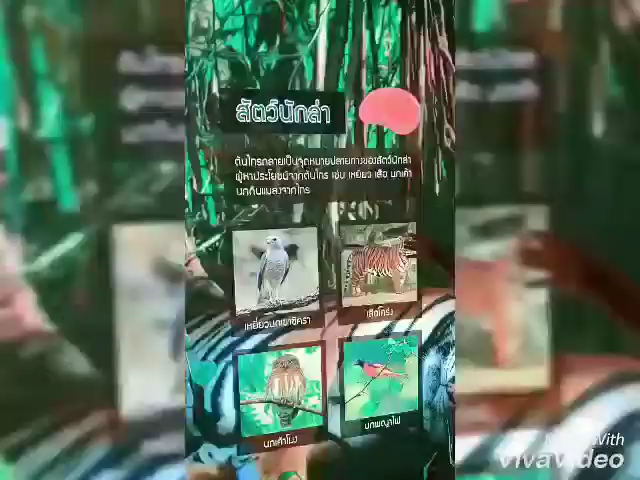 สัตว์นักล่า
ต้นไทรกลายเป็นจุดหมายปลายทางของสัตว์นักล่า
ผู้หาประโยชน์จากต้นไทร เช่น เหยี่ยว เสือ นกเค้า
นกกินแมลงจากไทร
เหยี่ยวนกเขาชิครา
เสือโคร่ง
นกเค้าโมง
นกพญาไฟ
Made With
VivaVideo